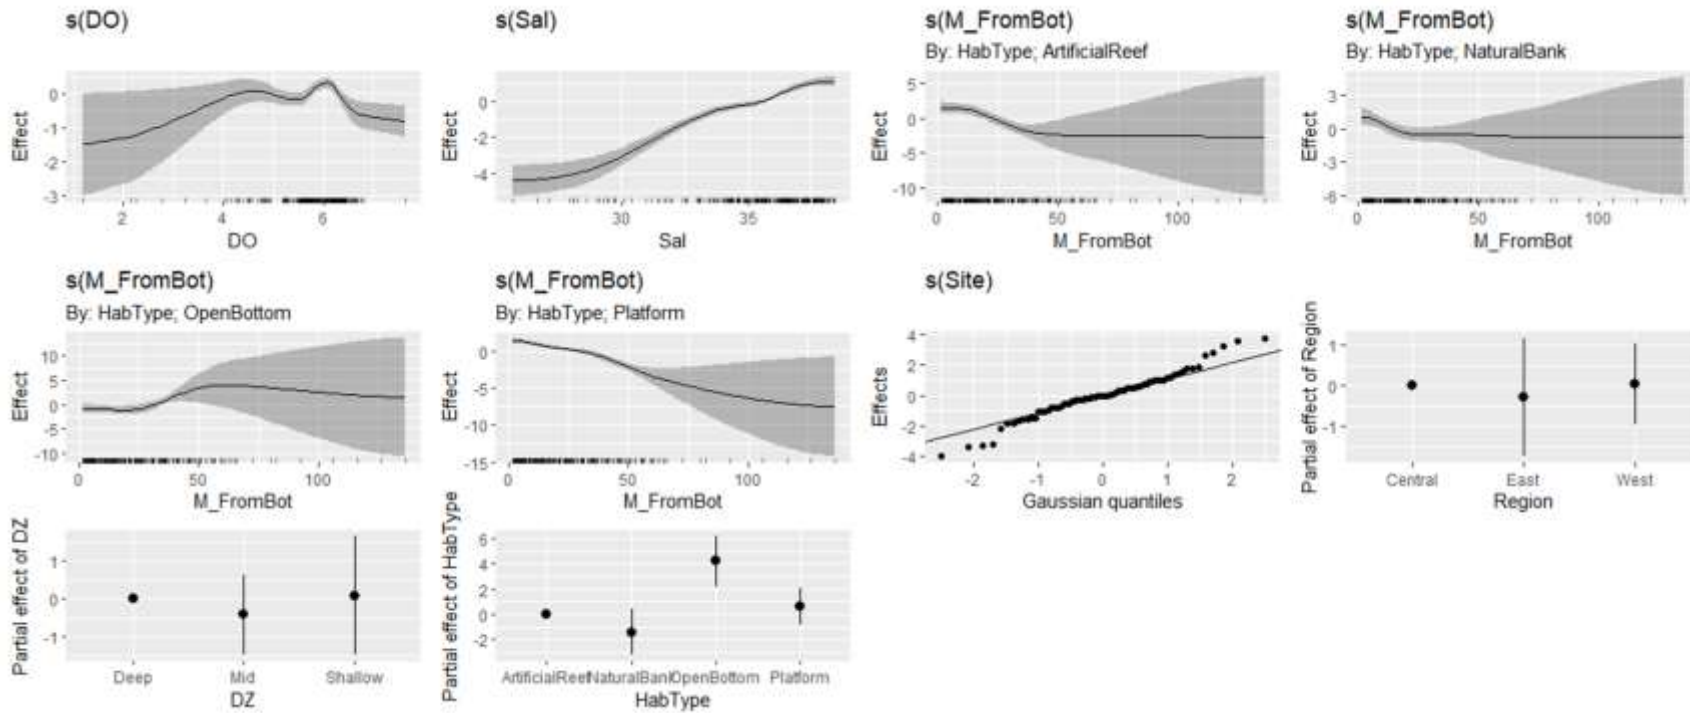 s(DO)
Effect
0
-1
-2
-3
2
4
6
DO
s(Sal)
Effect
0
-2
-4
30
35
Sal
s(M_FromBot)
By: HabType; ArtificialReef
Effect
5
0
-5
-10
0
50
100
M_FromBot
s(M_FromBot)
By: HabType; NaturalBank
Effect
3
0
-3
-6
0
50
100
M_FromBot
s(M_FromBot)
By: HabType; OpenBottom
Effect
10
5
0
-5
-10
0
50
100
M_FromBot
s(M_FromBot)
By: HabType; Platform
Effect
0
-5
-10
-15
0
50
100
M_FromBot
s(Site)
Effects
4
2
0
-2
-4
-2
-1
0
1
2
Gaussian quantiles
Partial effect of Region
1
0
-1
Central
East
West
Region
Partial effect of DZ
1
0
-1
Deep
Mid
Shallow
DZ
Partial effect of HabType
6
4
2
0
-2
ArtificialReef
NaturalBank
OpenBottom
Platform
HabType